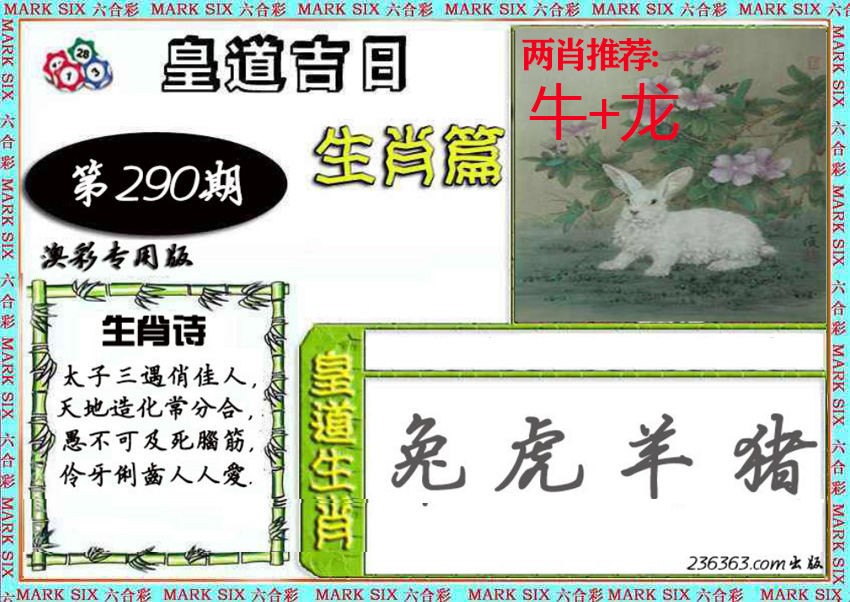 MARK SIX 六合彩 MARK SIX 六合彩 MARK SIX 六合彩 MARK SIX 六合彩 MARK SIX 六合彩 MARK SIX
28
1
3
皇道吉日
两肖推荐:
牛+龙
生肖篇
第290期
澳彩专用版
生肖诗
太子三遇俏佳人,
天地造化常分合,
愚不可及死腦筋,
伶牙俐齒人人愛.
皇道生肖
兔 虎 羊 猪
236363.com出版
MARK SIX 六合彩 MARK SIX 六合彩 MARK SIX 六合彩 MARK SIX 六合彩 MARK SIX 六合彩 MARK SIX 六合彩